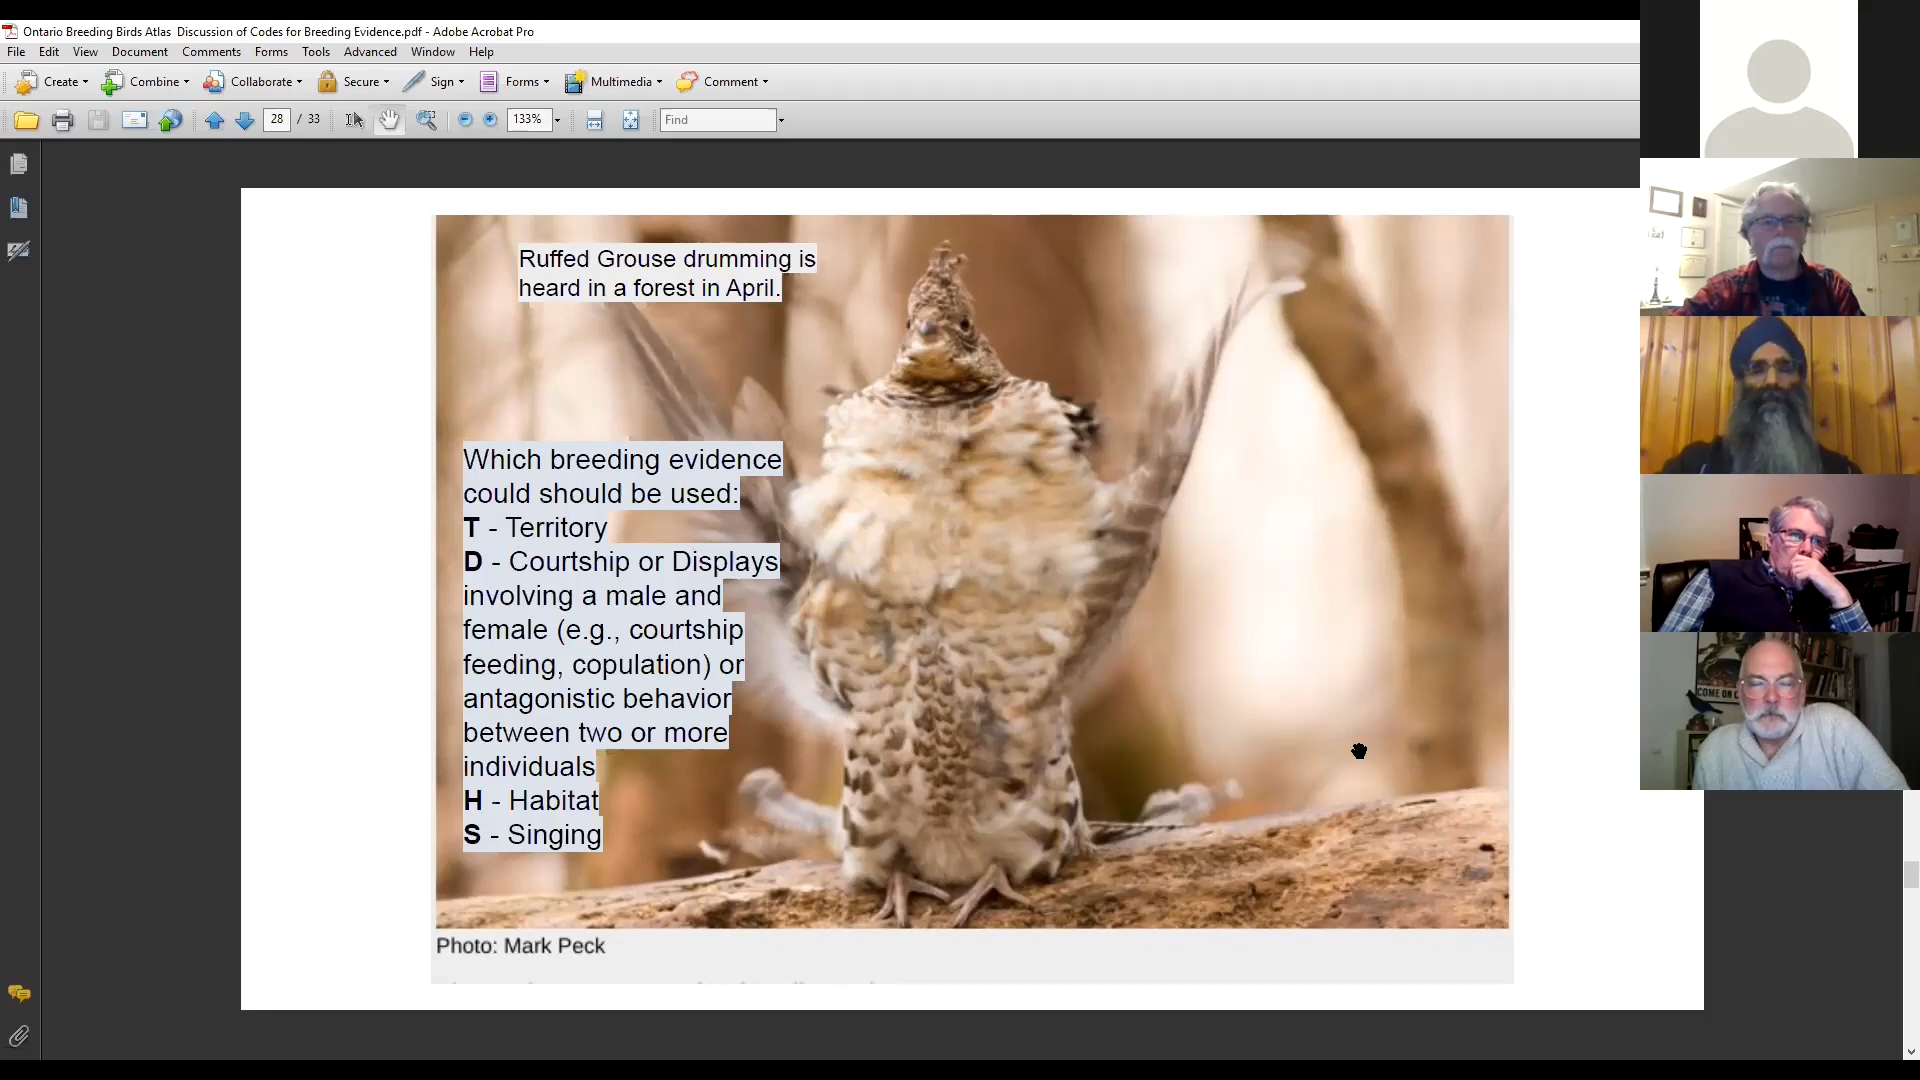 Ontario Breeding Birds Atlas  Discussion of Codes for Breeding Evidence.pdf - Adobe Acrobat Pro
File Edit View Document Comments Forms Tools Advanced Window Help
Create Combine Collaborate Secure Sign Forms Multimedia Comment
28 / 33 133% Find
Ruffed Grouse drumming is
heard in a forest in April.
Which breeding evidence
could should be used:
T - Territory
D - Courtship or Displays
involving a male and
female (e.g., courtship
feeding, copulation) or
antagonistic behavior
between two or more
individuals
H - Habitat
S - Singing
Photo: Mark Peck
COME ON